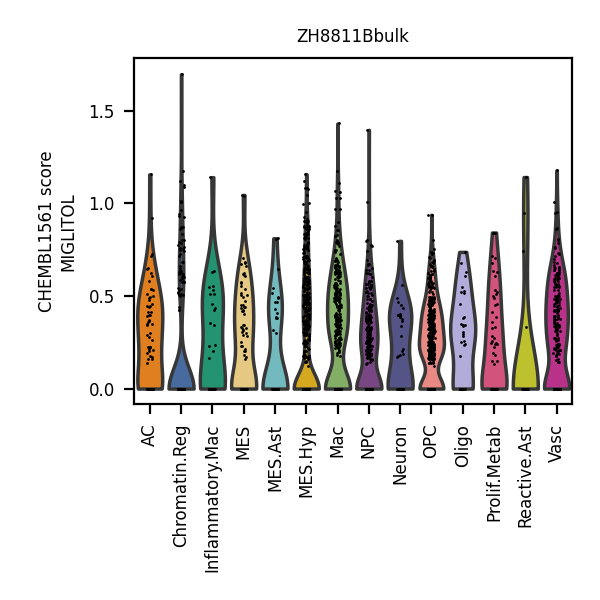 ZH8811Bbulk
CHEMBL1561 score
MIGLITOL
1.5
1.0
0.5
0.0
AC
Chromatin.Reg
Inflammatory.Mac
MES
MES.Ast
MES.Hyp
Mac
NPC
Neuron
OPC
Oligo
Prolif.Metab
Reactive.Ast
Vasc